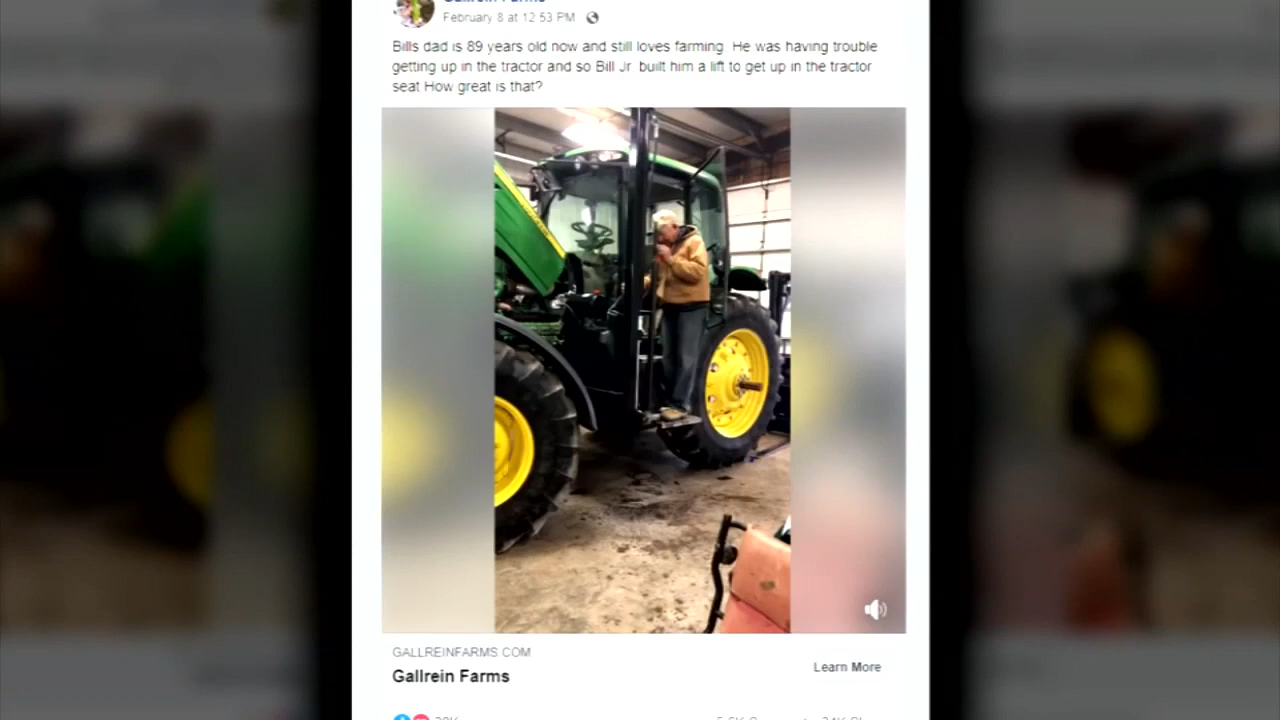 February 8 at 12:53 PM
Bills dad is 89 years old now and still loves farming. He was having trouble
getting up in the tractor and so Bill Jr. built him a lift to get up in the tractor
seat How great is that?
GALLREINFARMS.COM
Gallrein Farms
Learn More